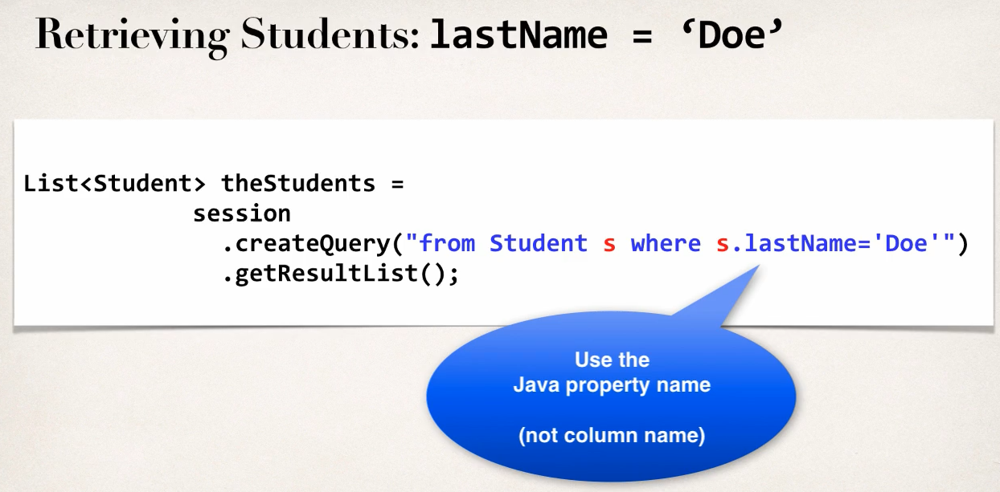 Retrieving Students: lastName = ‘Doe’
List<Student> theStudents =
session
.createQuery("from Student s where s.lastName='Doe'")
.getResultList();
Use the
Java property name
(not column name)